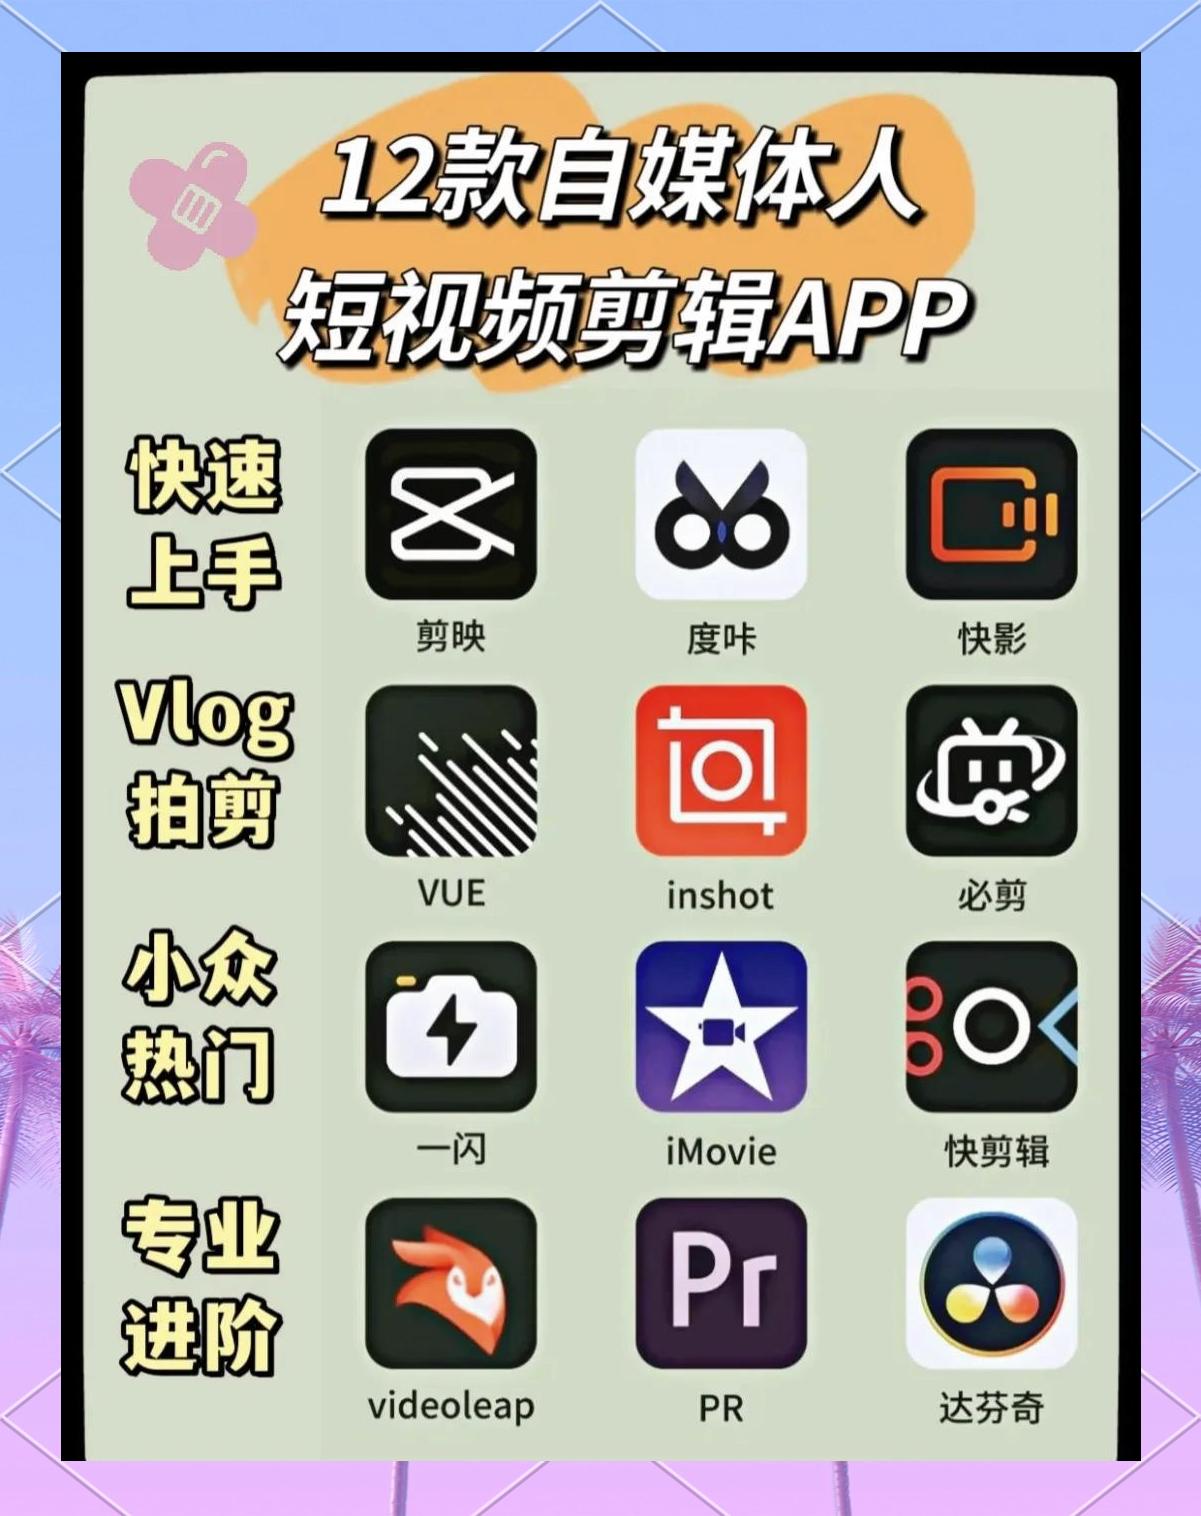 12款自媒体人
短视频剪辑APP
快速
上手
剪映
度咔
快影
Vlog
拍剪
VUE
inshot
必剪
小众
热门
一闪
iMovie
快剪辑
专业
进阶
Pr
videoleap
PR
达芬奇